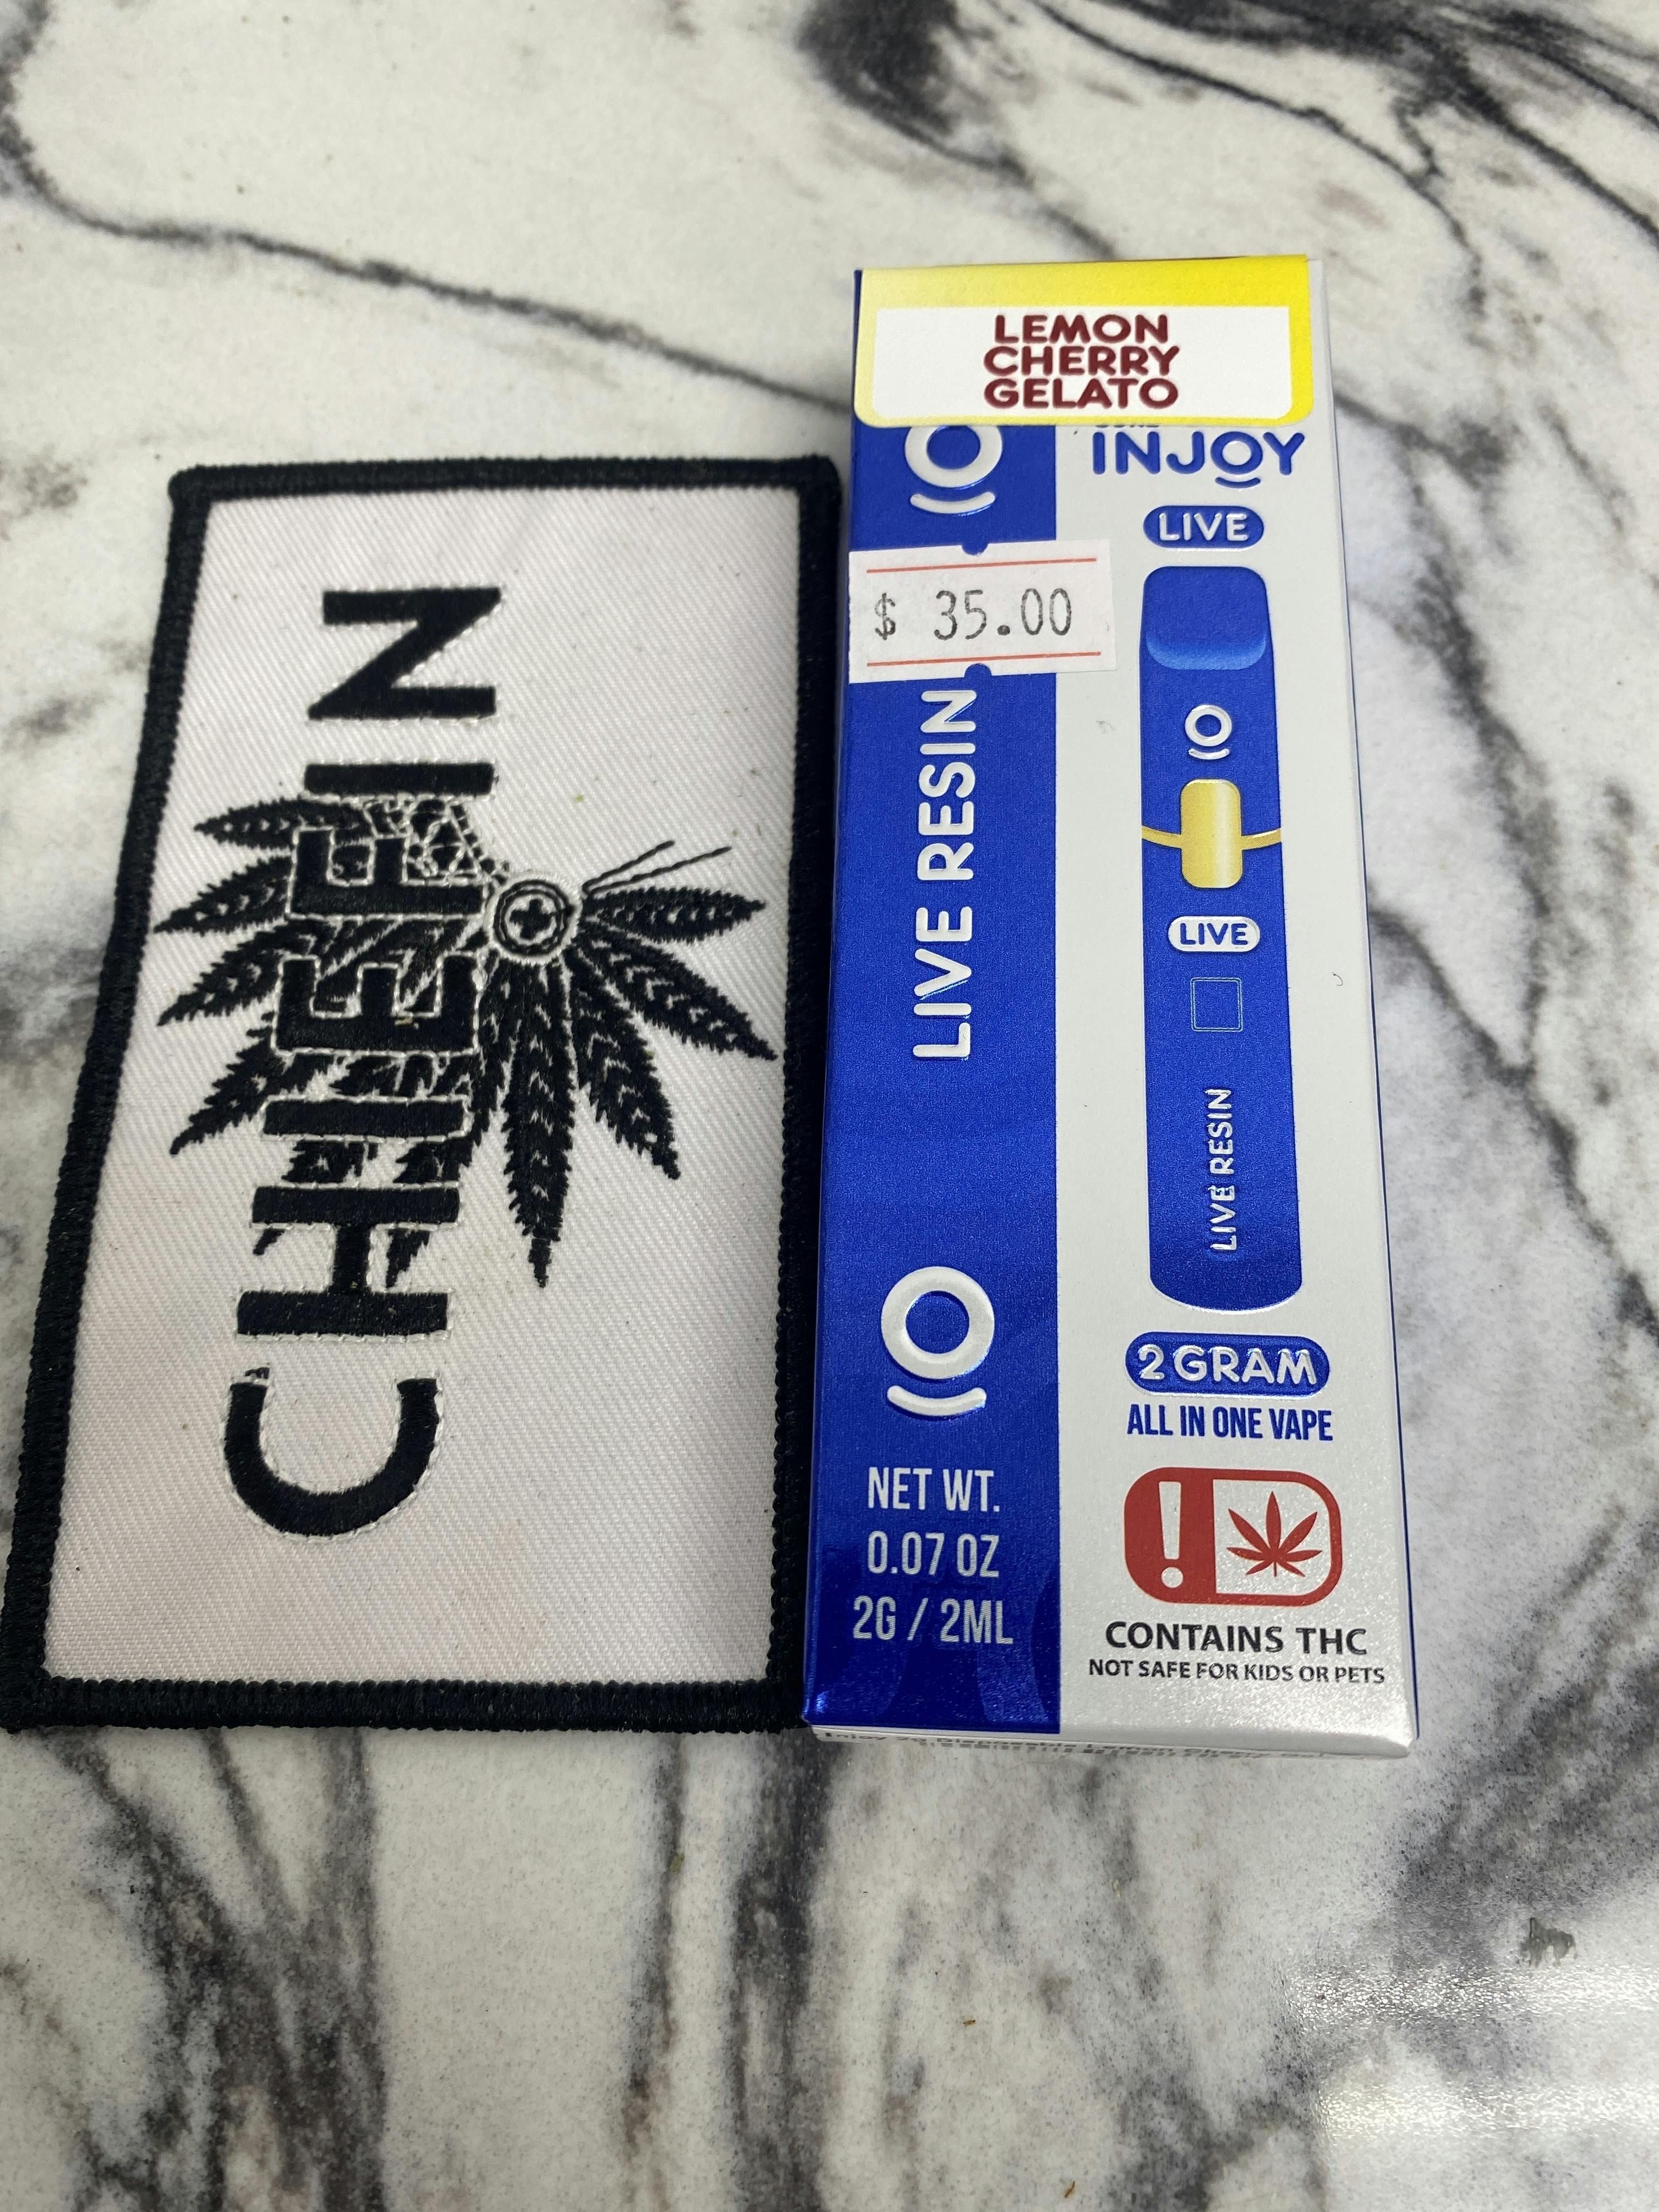 CHIEFIN
LEMON
CHERRY
GELATO
INJOY
LIVE
$ 35.00
LIVE RESIN
LIVE
LIVE RESIN
2 GRAM
ALL IN ONE VAPE
NET WT.
0.07 OZ
2G / 2ML
CONTAINS THC
NOT SAFE FOR KIDS OR PETS